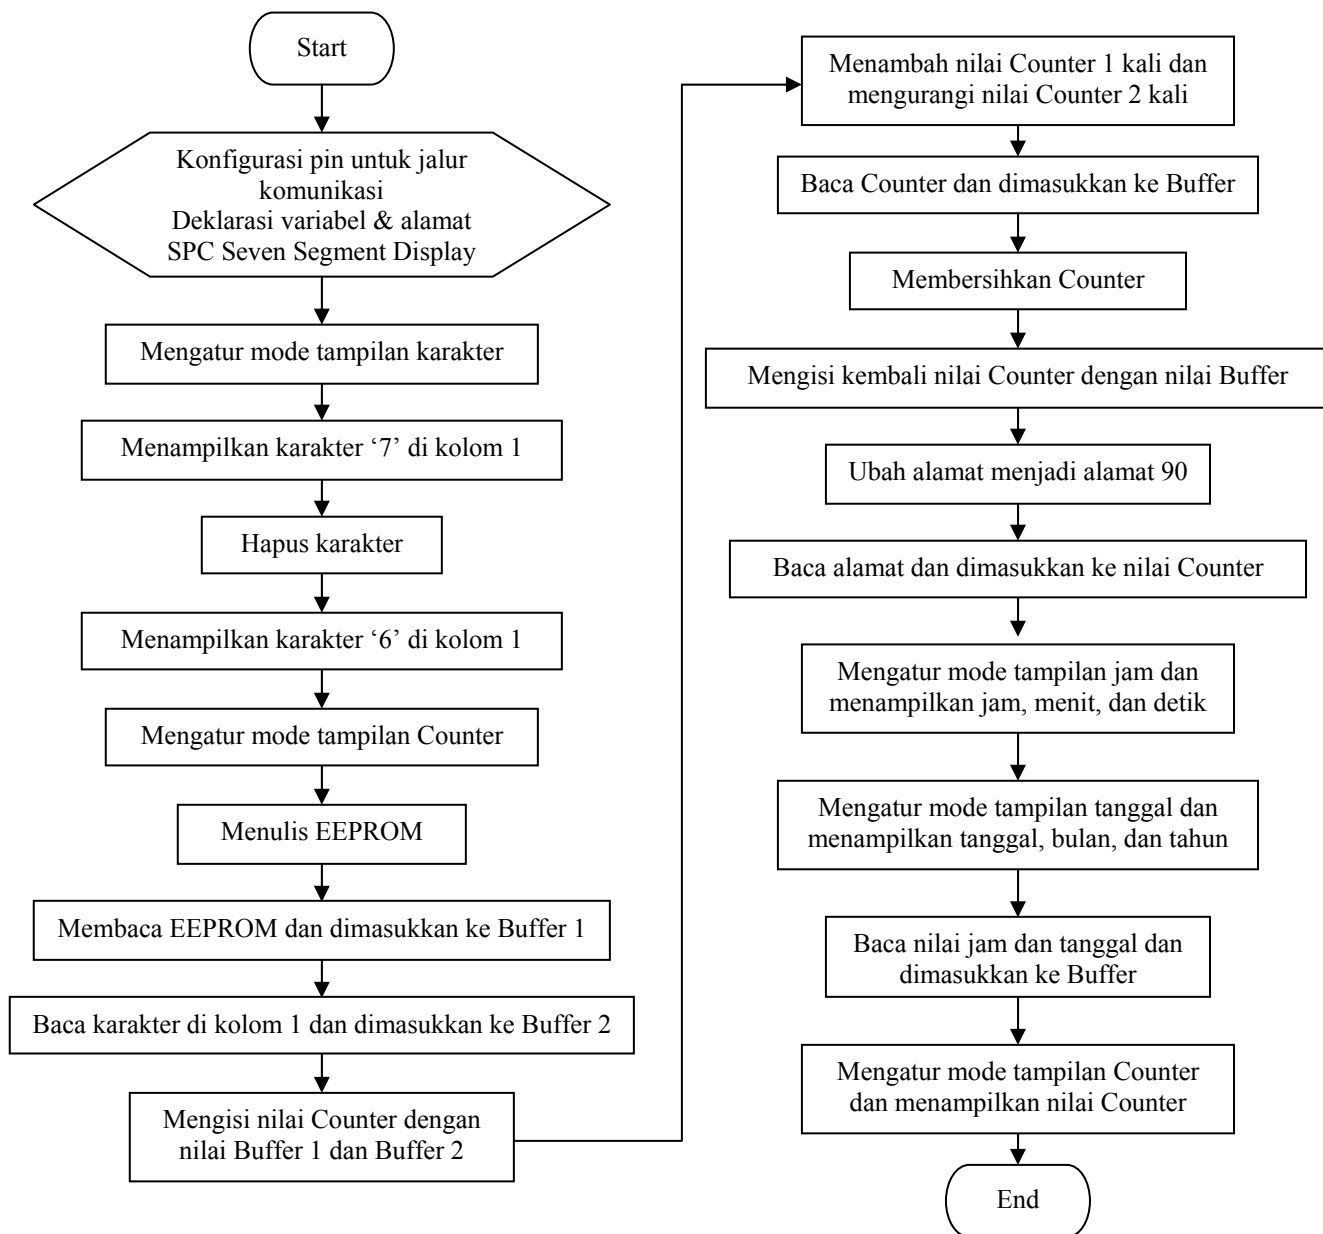 Start
Konfigurasi pin untuk jalur
komunikasi
Deklarasi variabel & alamat
SPC Seven Segment Display
Mengatur mode tampilan karakter
Menampilkan karakter ‘7’ di kolom 1
Hapus karakter
Menampilkan karakter ‘6’ di kolom 1
Mengatur mode tampilan Counter
Menulis EEPROM
Membaca EEPROM dan dimasukkan ke Buffer 1
Baca karakter di kolom 1 dan dimasukkan ke Buffer 2
Mengisi nilai Counter dengan
nilai Buffer 1 dan Buffer 2
Menambah nilai Counter 1 kali dan
mengurangi nilai Counter 2 kali
Baca Counter dan dimasukkan ke Buffer
Membersihkan Counter
Mengisi kembali nilai Counter dengan nilai Buffer
Ubah alamat menjadi alamat 90
Baca alamat dan dimasukkan ke nilai Counter
Mengatur mode tampilan jam dan
menampilkan jam, menit, dan detik
Mengatur mode tampilan tanggal dan
menampilkan tanggal, bulan, dan tahun
Baca nilai jam dan tanggal dan
dimasukkan ke Buffer
Mengatur mode tampilan Counter
dan menampilkan nilai Counter
End